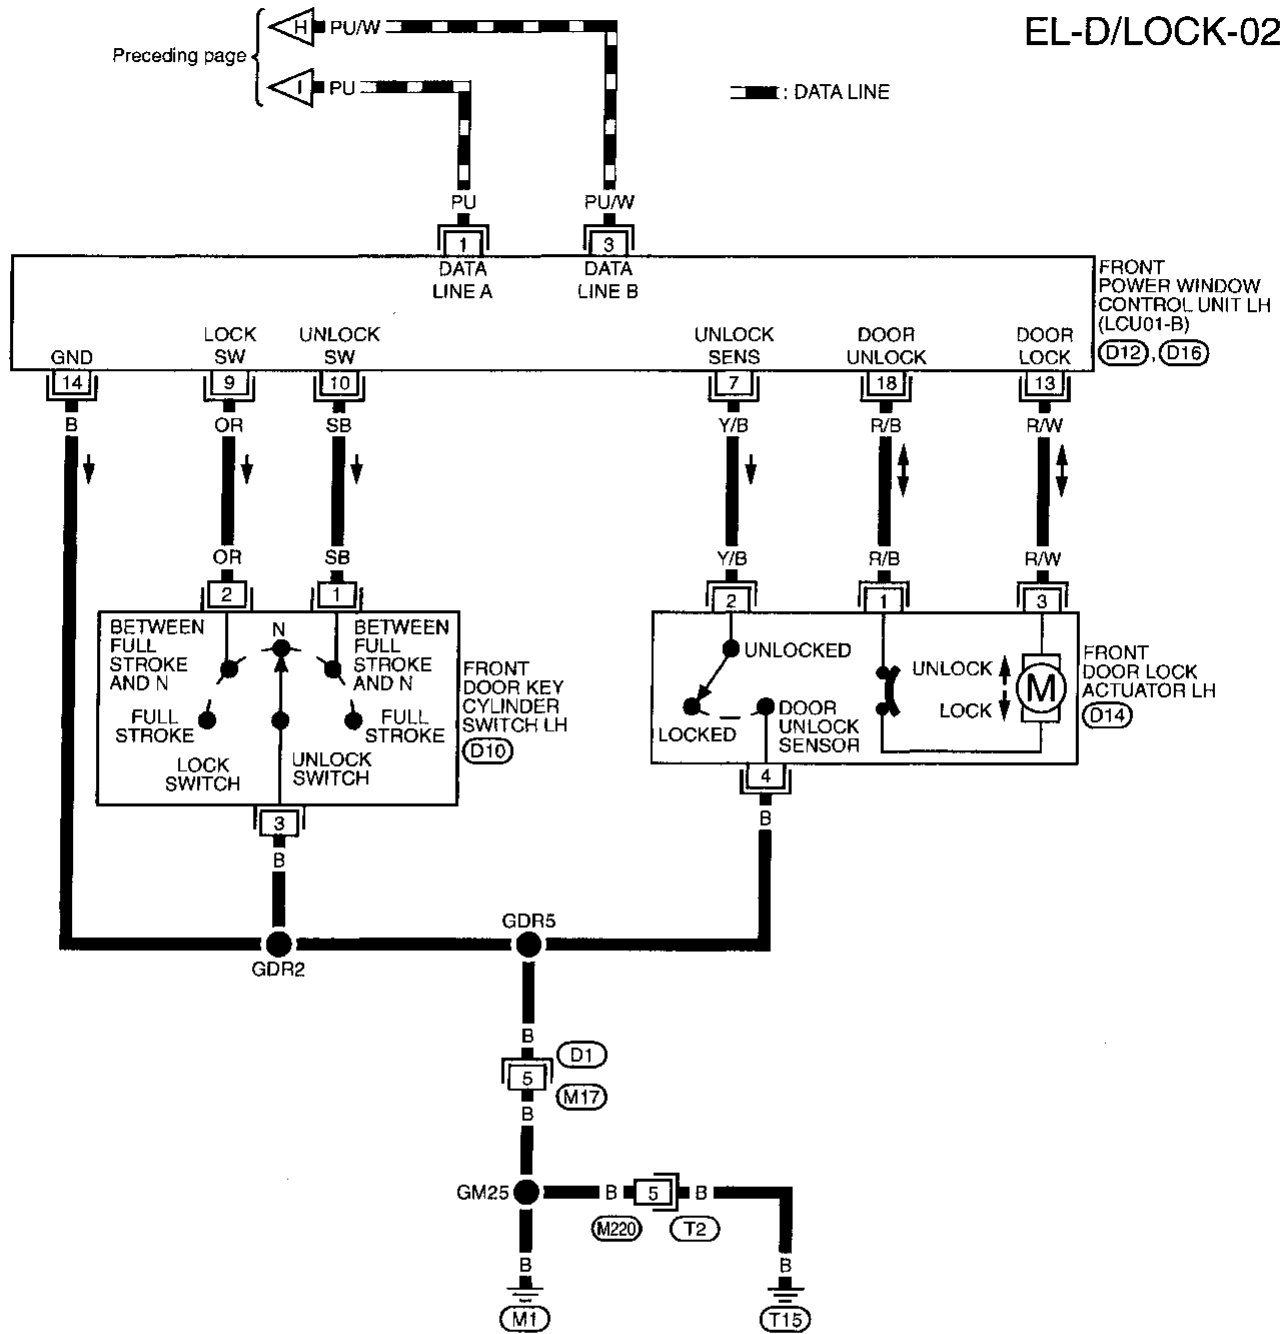 EL-D/LOCK-02
H PU/W
Preceding page
I PU
: DATA LINE
PU PU/W
1 3
DATA LINE A
DATA LINE B
FRONT
POWER WINDOW
CONTROL UNIT LH
(LCU01-B)
D12, D16
GND
LOCK SW
UNLOCK SW
UNLOCK SENS
DOOR UNLOCK
DOOR LOCK
14 9 10 7 18 13
B OR SB Y/B R/B R/W
OR SB Y/B R/B R/W
2 1 2 1 3
BETWEEN
FULL
STROKE
AND N
N
BETWEEN
FULL
STROKE
AND N
FULL
STROKE
FULL
STROKE
LOCK
SWITCH
UNLOCK
SWITCH
FRONT
DOOR KEY
CYLINDER
SWITCH LH
D10
UNLOCKED
LOCKED
DOOR
UNLOCK
SENSOR
UNLOCK
LOCK
M
FRONT
DOOR LOCK
ACTUATOR LH
D14
3
4
B
B
GDR5
GDR2
B
D1
5
M17
B
GM25 B 5 B
M220 T2
B B
M1 T15